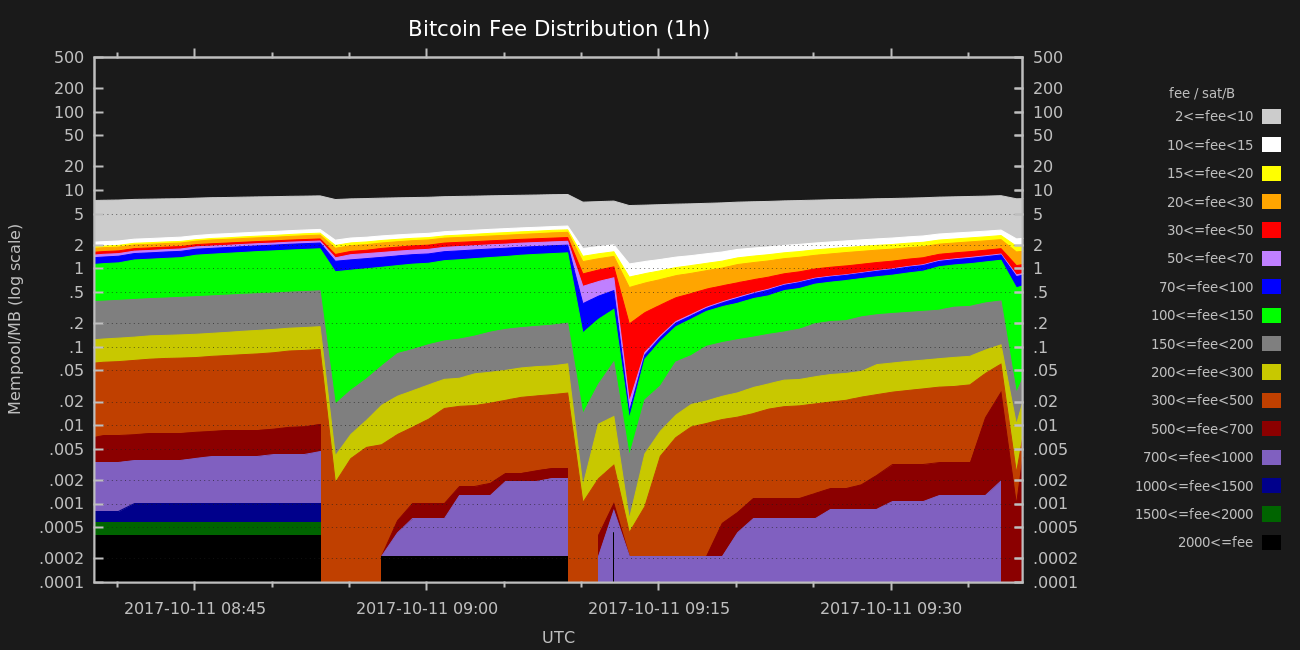 Bitcoin Fee Distribution (1h)
500
200
100
50
20
10
5
2
1
.5
.2
.1
.05
.02
.01
.005
.002
.001
.0005
.0002
.0001
Mempool/MB (log scale)
500
200
100
50
20
10
5
2
1
.5
.2
.1
.05
.02
.01
.005
.002
.001
.0005
.0002
.0001
2017-10-11 08:45 2017-10-11 09:00 2017-10-11 09:15 2017-10-11 09:30
UTC
fee / sat/B
2<=fee<10
10<=fee<15
15<=fee<20
20<=fee<30
30<=fee<50
50<=fee<70
70<=fee<100
100<=fee<150
150<=fee<200
200<=fee<300
300<=fee<500
500<=fee<700
700<=fee<1000
1000<=fee<1500
1500<=fee<2000
2000<=fee